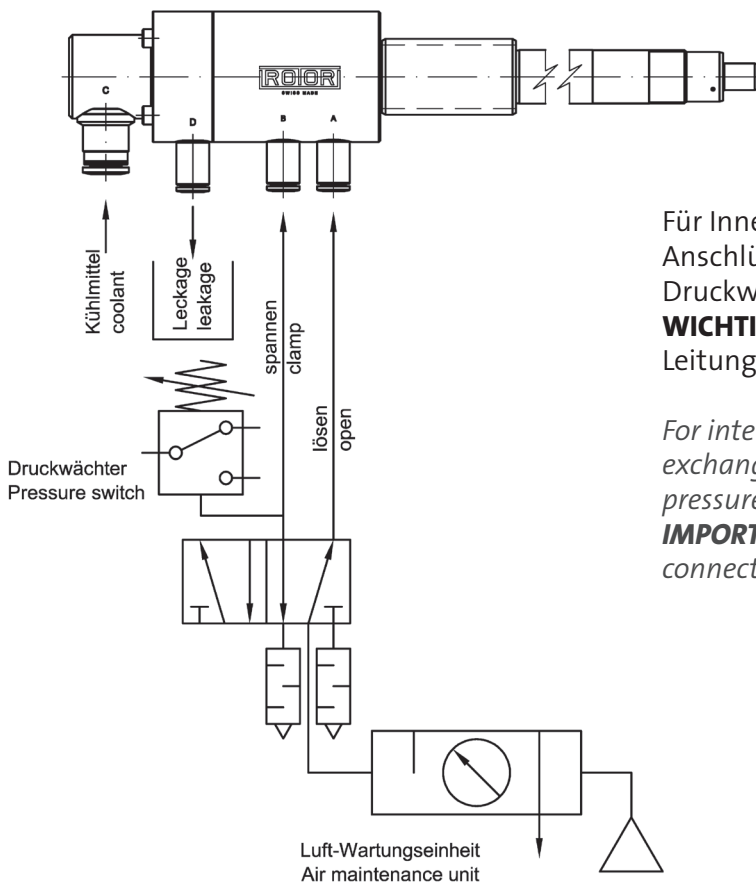 ROTOR
SWISS MADE
C
D
B
A
Kühlmittel
coolant
Leckage
leakage
spannen
clamp
lösen
open
Druckwächter
Pressure switch
Luft-Wartungseinheit
Air maintenance unit
Für Inne
Anschlü
Druckw
WICHTI
Leitung
For inte
exchang
pressure
IMPORT
connect